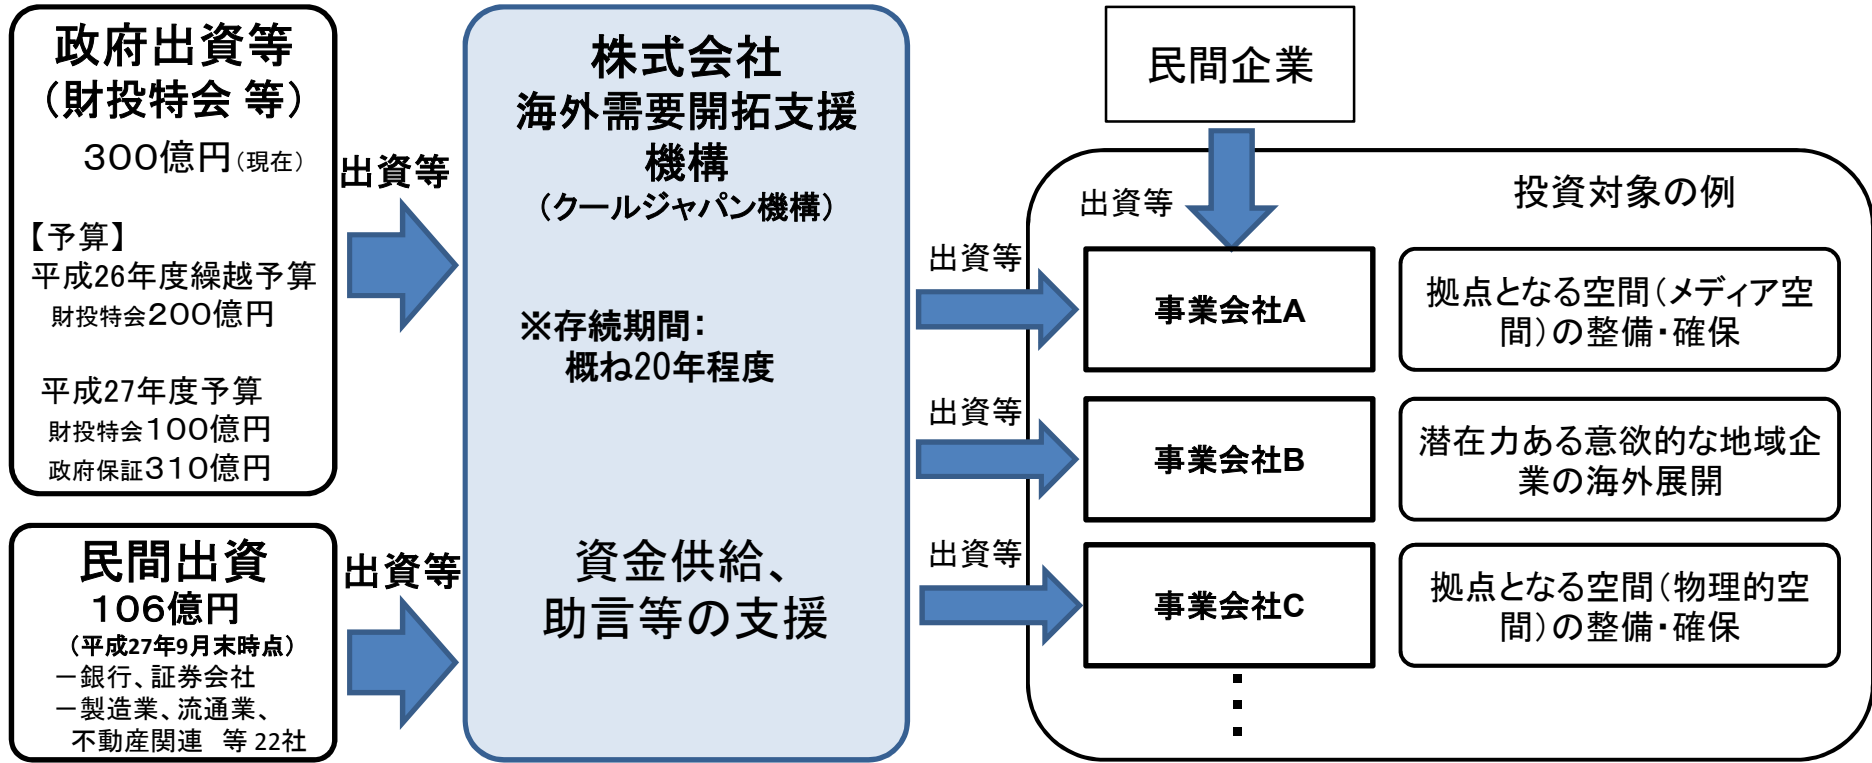 政府出資等
（財投特会 等）
３００億円（現在）
【予算】
平成26年度繰越予算
財投特会２００億円
平成27年度予算
財投特会１００億円
政府保証３１０億円
出資等
民間出資
１０６億円
（平成27年9月末時点）
－銀行、証券会社
－製造業、流通業、
不動産関連　等 22社
出資等
株式会社
海外需要開拓支援
機構
（クールジャパン機構）
※存続期間：
概ね20年程度
資金供給、
助言等の支援
民間企業
出資等
投資対象の例
出資等
事業会社A
拠点となる空間（メディア空
間）の整備・確保
出資等
事業会社B
潜在力ある意欲的な地域企
業の海外展開
出資等
事業会社C
拠点となる空間（物理的空
間）の整備・確保